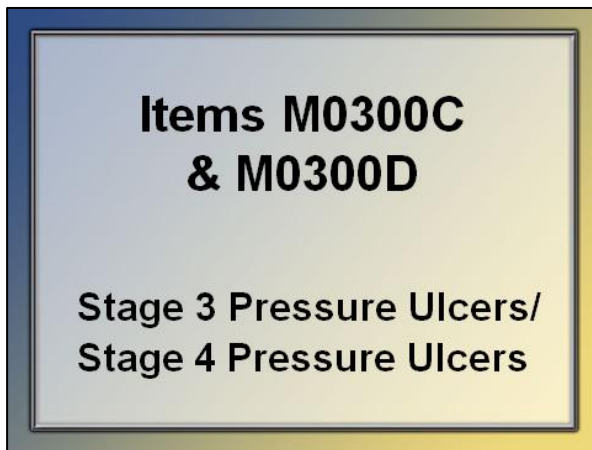 Items M0300C
& M0300D
Stage 3 Pressure Ulcers/
Stage 4 Pressure Ulcers